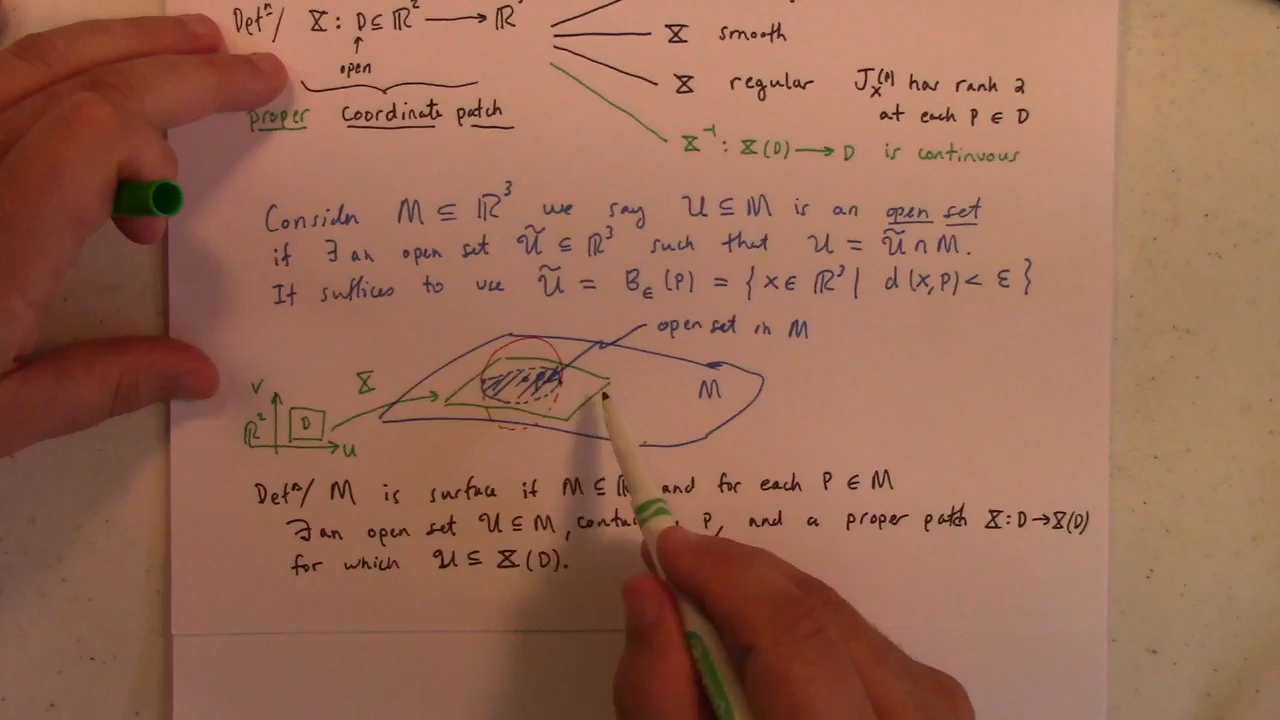 Defⁿ/ X : D ⊆ ℝ² → ℝ³
open
X smooth
proper coordinate patch
X regular J_X(p) has rank 2
at each p ∈ D
X⁻¹ : X(D) → D is continuous
Consider M ⊆ ℝ³ we say U ⊆ M is an open set
if ∃ an open set Ũ ⊆ ℝ³ such that U = Ũ ∩ M.
It suffices to use Ũ = B_ε(p) = { x ∈ ℝ³ | d(x,p) < ε }
open set in M
M
X
v
ℝ²
D
u
Defⁿ/ M is surface if M ⊆ ℝ and for each p ∈ M
∃ an open set U ⊆ M, p, and a proper patch X : D → X(D)
for which U ⊆ X(D).